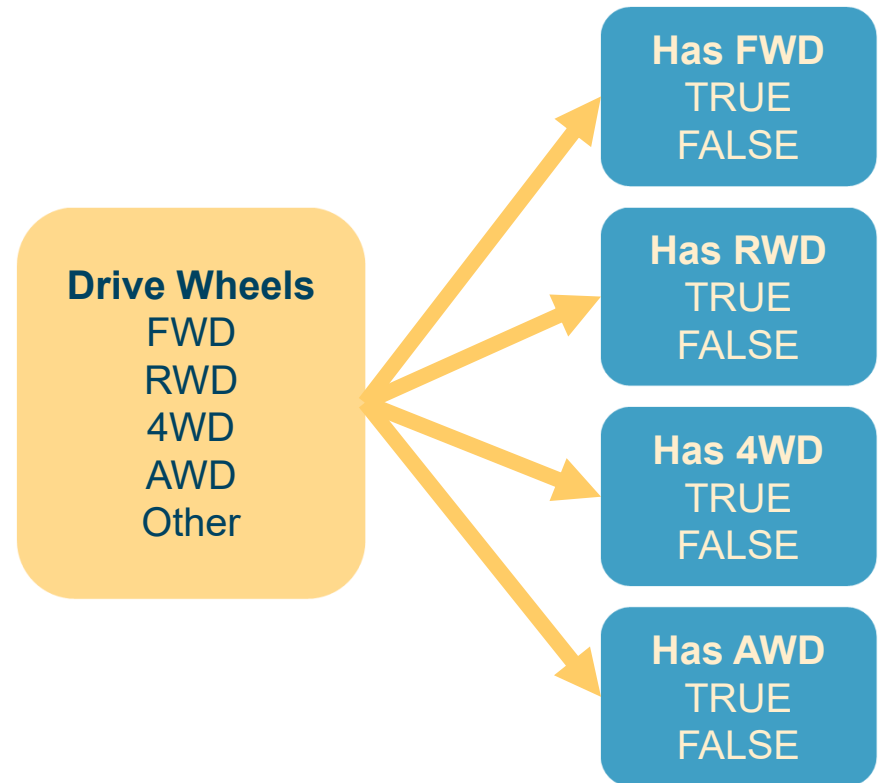 Drive Wheels
FWD
RWD
4WD
AWD
Other
Has FWD
TRUE
FALSE
Has RWD
TRUE
FALSE
Has 4WD
TRUE
FALSE
Has AWD
TRUE
FALSE